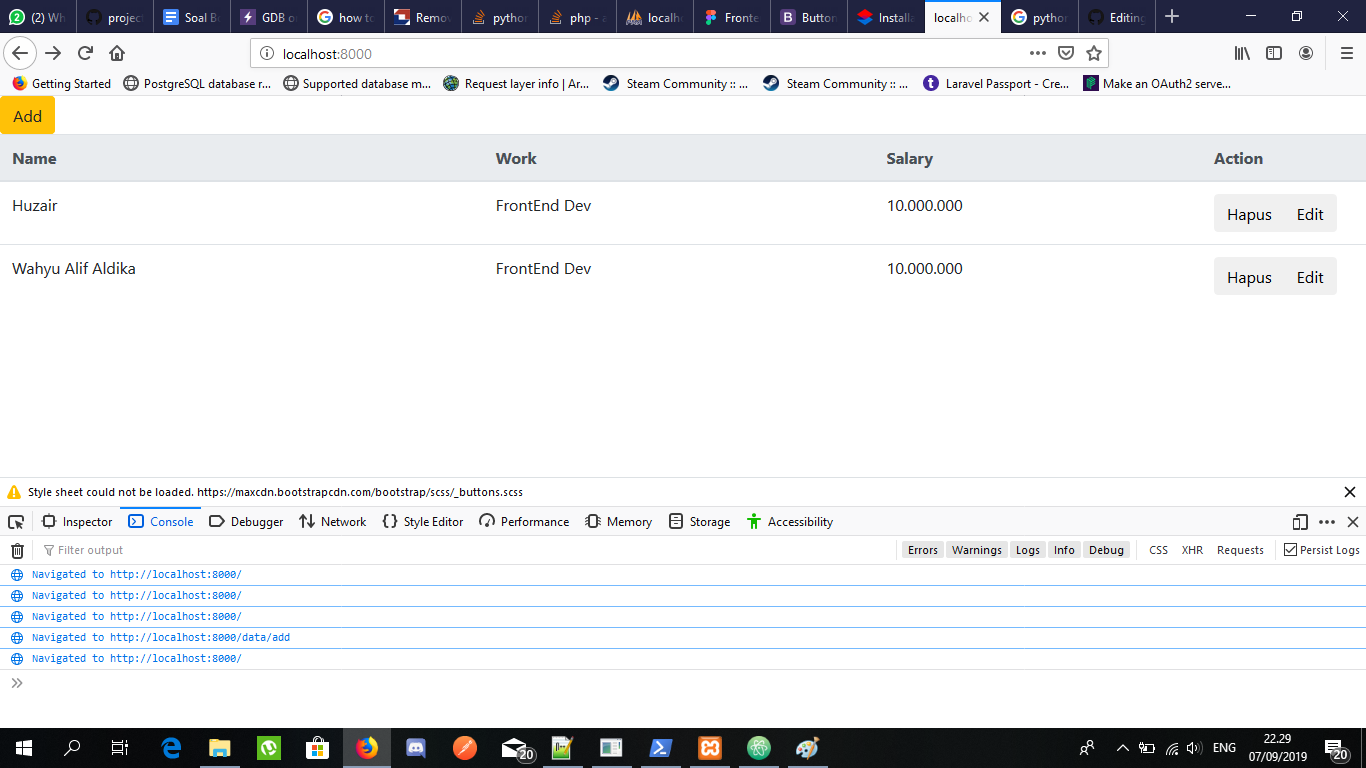 (2) Wh project Soal B GDB o how to Remov python php - a localho Fronte Button Installa localho python Editing
localhost:8000
Getting Started PostgreSQL database r... Supported database m... Request layer info | Ar... Steam Community :: ... Steam Community :: ... Laravel Passport - Cre... Make an OAuth2 serve...
Add
Name Work Salary Action
Huzair FrontEnd Dev 10.000.000 Hapus Edit
Wahyu Alif Aldika FrontEnd Dev 10.000.000 Hapus Edit
Style sheet could not be loaded. https://maxcdn.bootstrapcdn.com/bootstrap/scss/_buttons.scss
Inspector Console Debugger Network Style Editor Performance Memory Storage Accessibility
Filter output Errors Warnings Logs Info Debug CSS XHR Requests Persist Logs
Navigated to http://localhost:8000/
Navigated to http://localhost:8000/
Navigated to http://localhost:8000/
Navigated to http://localhost:8000/data/add
Navigated to http://localhost:8000/
20 ENG 22.29 20
07/09/2019